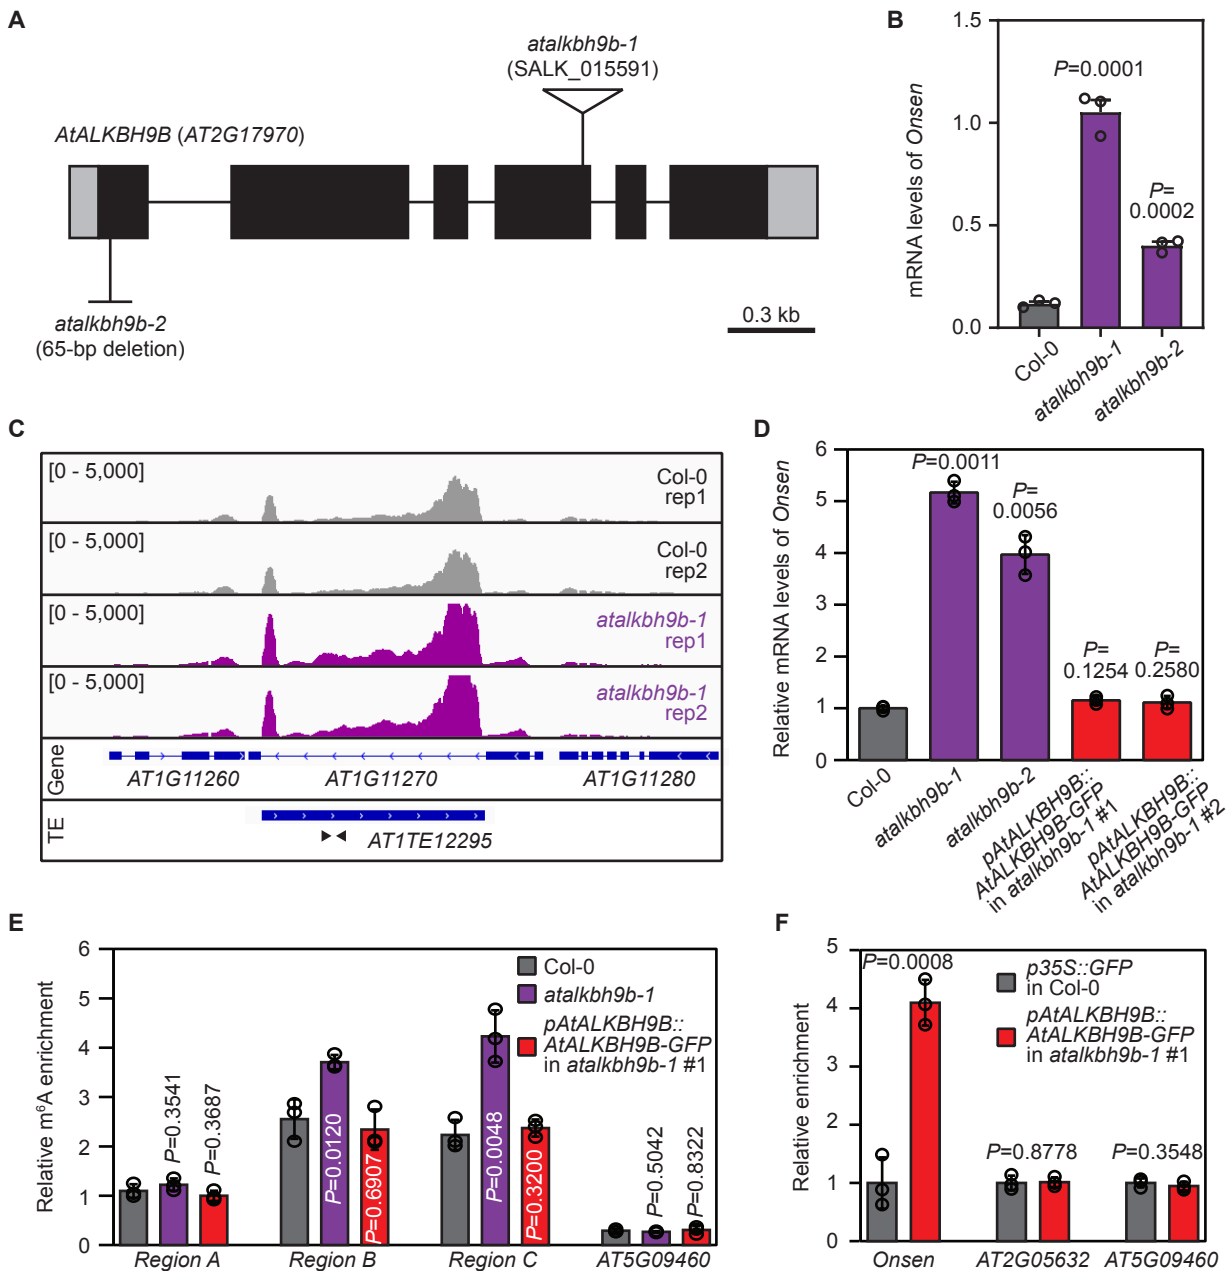 A
atalkbh9b-1
(SALK_015591)
AtALKBH9B (AT2G17970)
atalkbh9b-2
(65-bp deletion)
0.3 kb
B
mRNA levels of Onsen
1.5
1.0
0.5
0.0
P=0.0001
P=
0.0002
Col-0
atalkbh9b-1
atalkbh9b-2
C
[0 - 5,000]
Col-0
rep1
[0 - 5,000]
Col-0
rep2
[0 - 5,000]
atalkbh9b-1
rep1
[0 - 5,000]
atalkbh9b-1
rep2
Gene
AT1G11260
AT1G11270
AT1G11280
TE
AT1TE12295
D
Relative mRNA levels of Onsen
6
5
4
3
2
1
0
P=0.0011
P=
0.0056
P=
0.1254
P=
0.2580
Col-0
atalkbh9b-1
atalkbh9b-2
pAtALKBH9B::
AtALKBH9B-GFP
in atalkbh9b-1 #1
pAtALKBH9B::
AtALKBH9B-GFP
in atalkbh9b-1 #2
E
Relative m⁶A enrichment
6
5
4
3
2
1
0
Col-0
atalkbh9b-1
pAtALKBH9B::
AtALKBH9B-GFP
in atalkbh9b-1 #1
P=0.3541
P=0.3687
P=0.0120
P=0.6907
P=0.0048
P=0.3200
P=0.5042
P=0.8322
Region A
Region B
Region C
AT5G09460
F
Relative enrichment
5
4
3
2
1
0
P=0.0008
p35S::GFP
in Col-0
pAtALKBH9B::
AtALKBH9B-GFP
in atalkbh9b-1 #1
P=0.8778
P=0.3548
Onsen
AT2G05632
AT5G09460